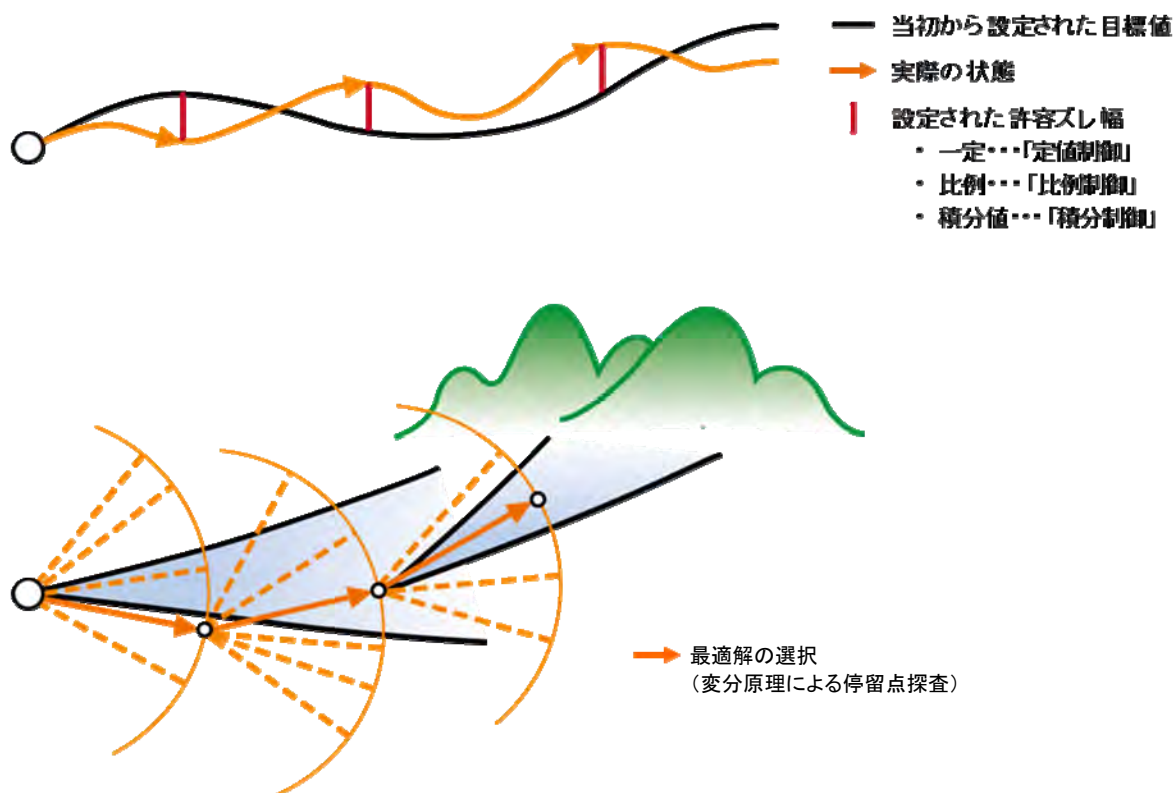 当初から設定された目標値
実際の状態
設定された許容ズレ幅
・ 一定・・・「定値制御」
・ 比例・・・「比例制御」
・ 積分値・・・「積分制御」
最適解の選択
（変分原理による停留点探査）